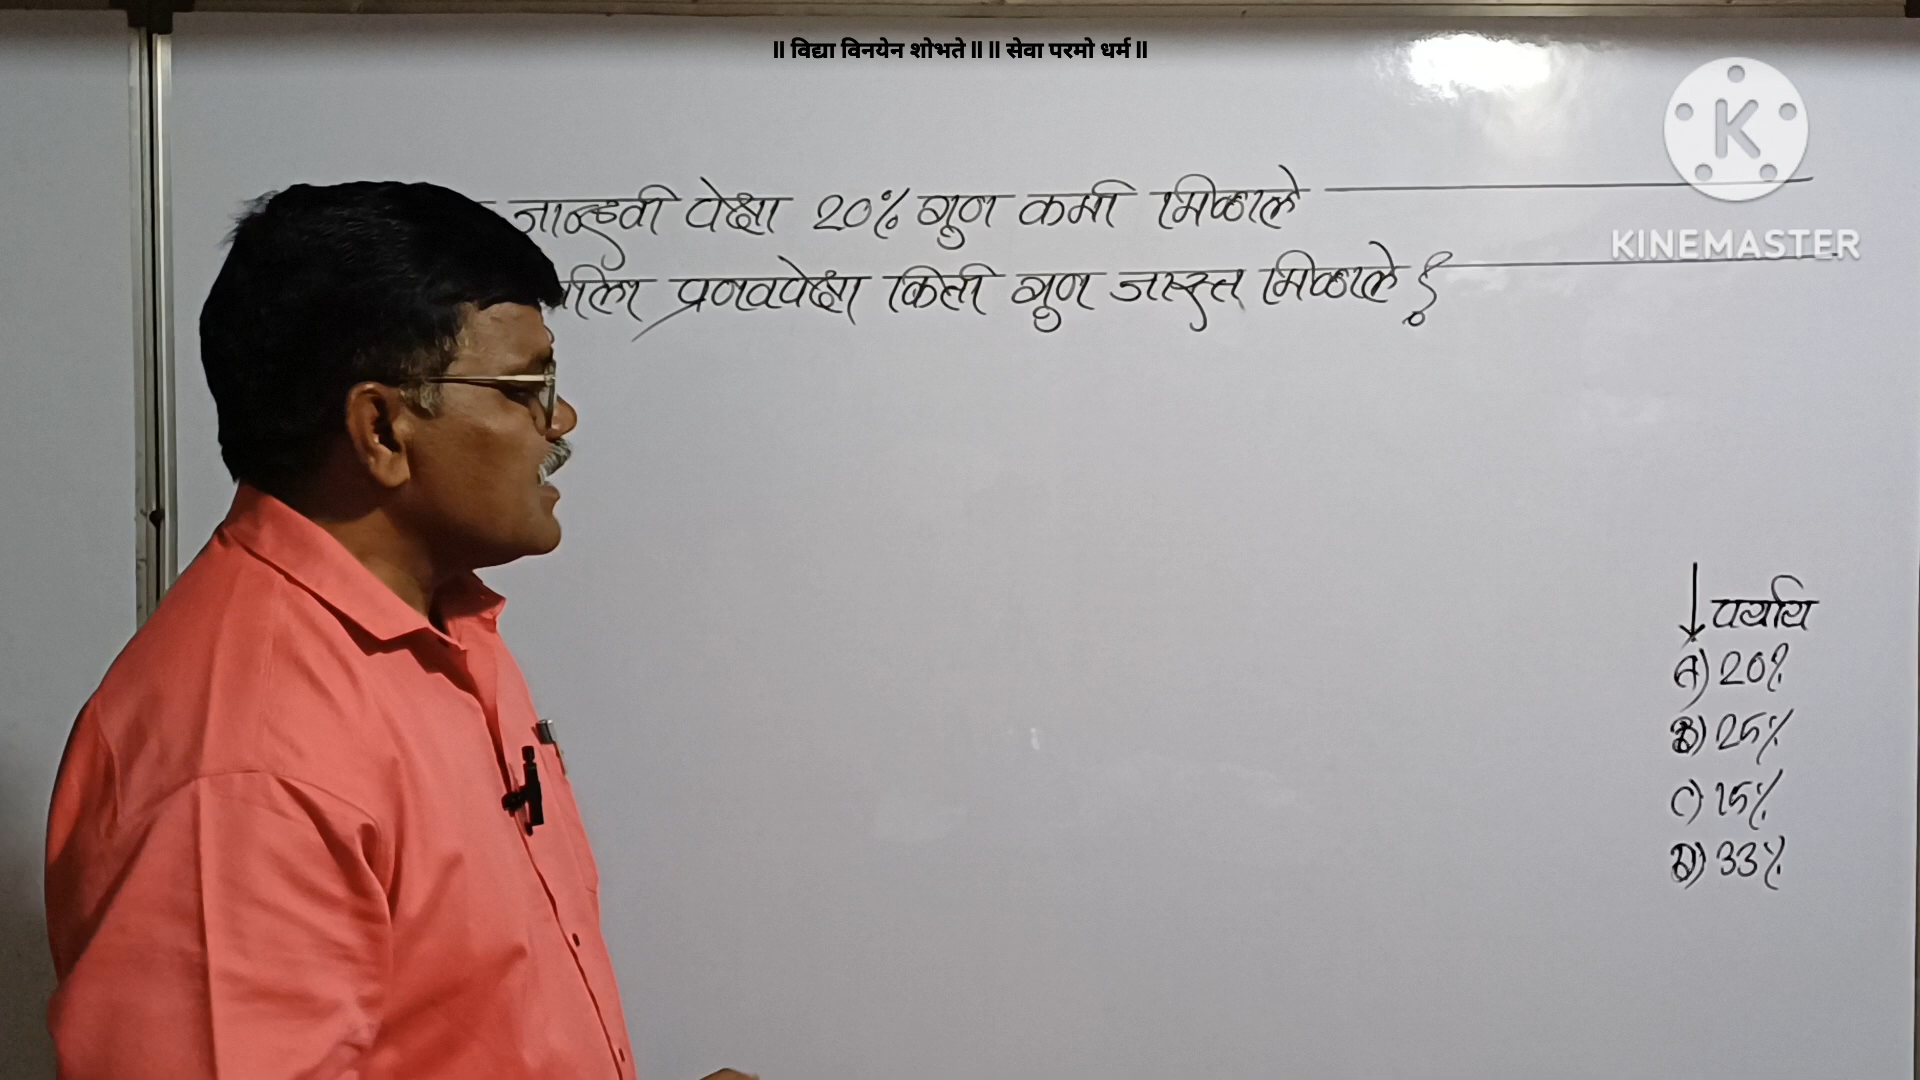 ॥ विद्या विनयेन शोभते ॥ ॥ सेवा परमो धर्म ॥
जान्हवी पेक्षा 20% गुण कमी मिळाले
प्रणवपेक्षा किती गुण जास्त मिळाले?
पर्याय
A) 20%
B) 25%
C) 15%
D) 33%
K
KINEMASTER